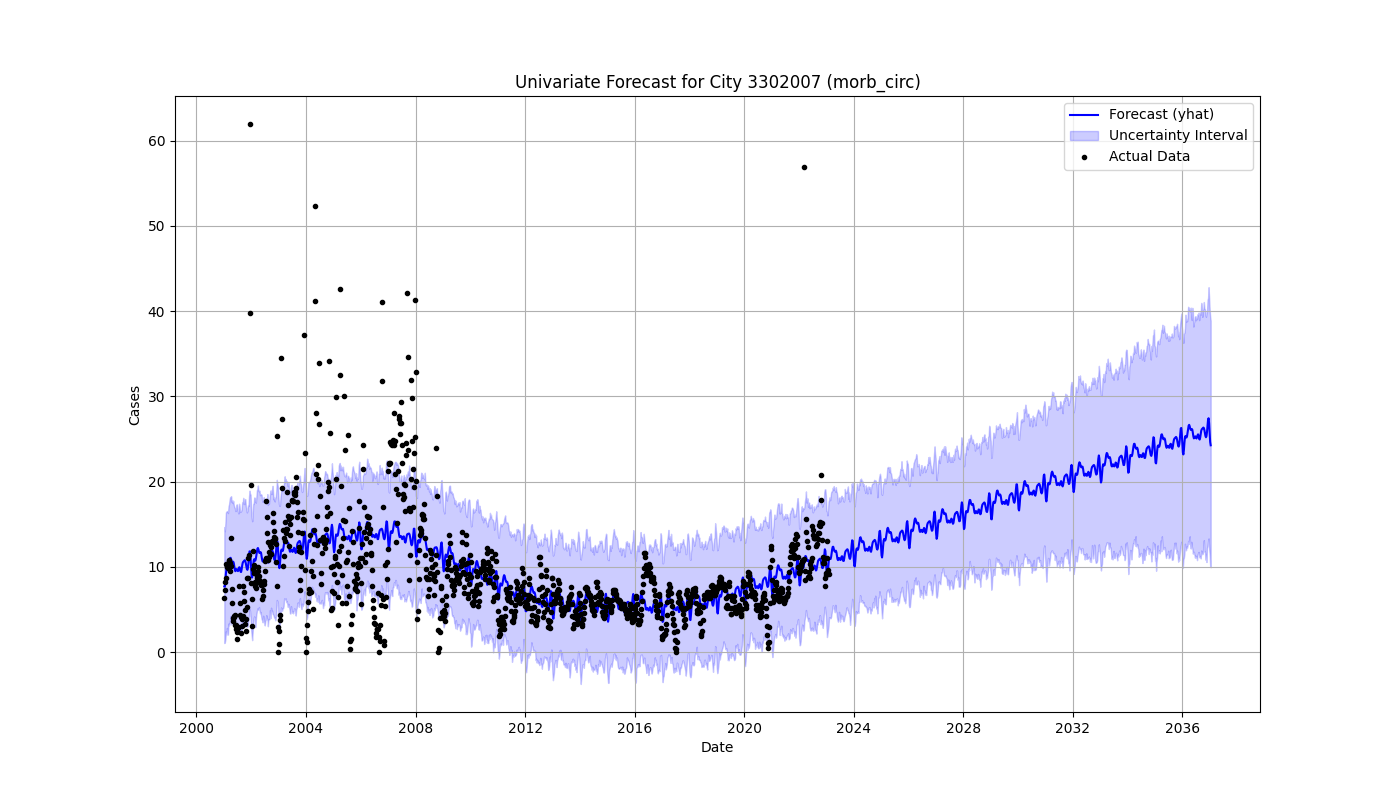 Univariate Forecast for City 3302007 (morb_circ)
Forecast (yhat)
Uncertainty Interval
Actual Data
60
50
40
30
20
10
0
Cases
2000
2004
2008
2012
2016
2020
2024
2028
2032
2036
Date